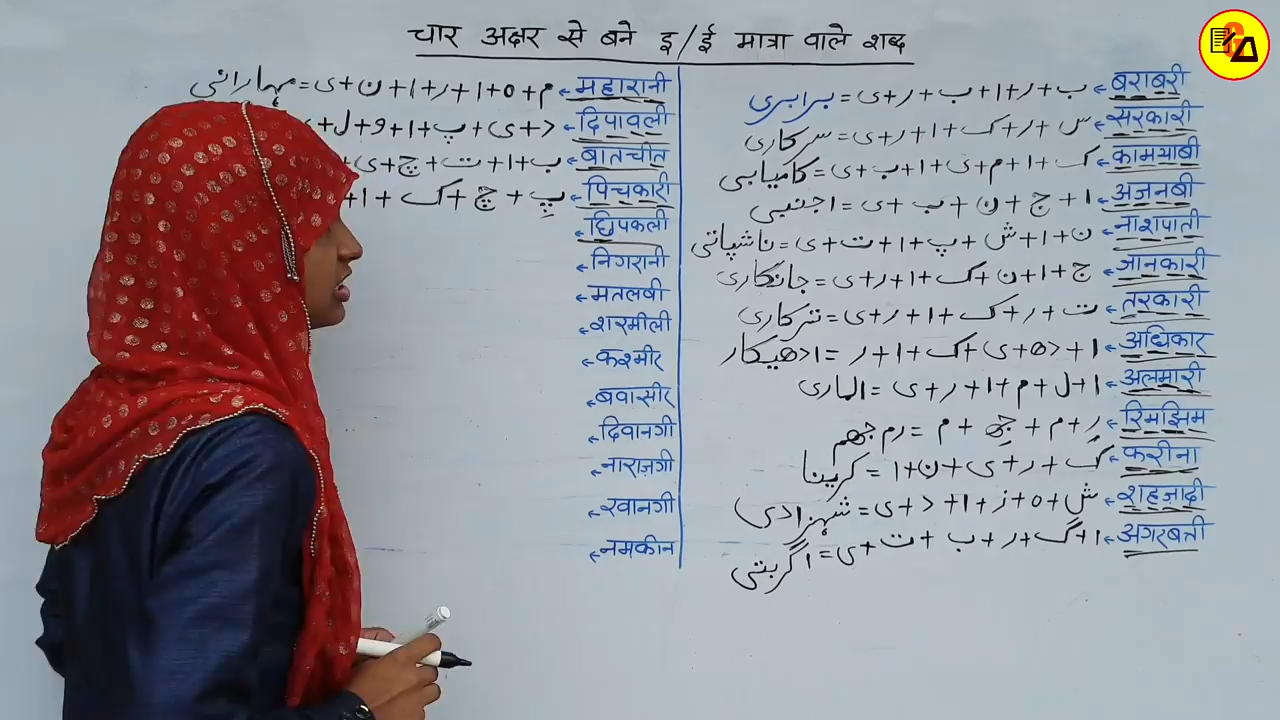 चार अक्षर से बने इ/ई मात्रा वाले शब्द
बराबरी ← ب+ر+ا+ب+ر+ی= برابری
सरकारी ← س+ر+ک+ا+ر+ی= سرکاری
कामयाबी ← ک+ا+م+ی+ا+ب+ی= کامیابی
अजनबी ← ا+ج+ن+ب+ی= اجنبی
नाशपाती ← ن+ا+ش+پ+ا+ت+ی= ناشپاتی
जानकारी ← ج+ا+ن+ک+ا+ر+ی= جانکاری
तरकारी ← ت+ر+ک+ا+ر+ی= ترکاری
अधिकार ← ا+دھ+ی+ک+ا+ر= ادھیکار
अलमारी ← ا+ل+م+ا+ر+ی= الماری
रिमझिम ← رِ+م+جھِ+م= رم جھم
करीना ← ک+ر+ی+ن+ا= کرینا
शहज़ादी ← ش+ہ+ز+ا+د+ی= شہزادی
अगरबत्ती ← ا+گ+ر+ب+ت+ی= اگربتی
महारानी ← م+ہ+ا+ر+ا+ن+ی= مہارانی
दिपावली ← د+ی+پ+ا+و+ل+
बातचीत ← ب+ا+ت+چ+ی+
पिचकारी ← پِ+چ+ک+ا+
छिपकली ←
निगरानी ←
मतलबी ←
शरमीली ←
कश्मीर ←
बवासीर ←
दिवानगी ←
नाराज़गी ←
रवानगी ←
नमकीन ←